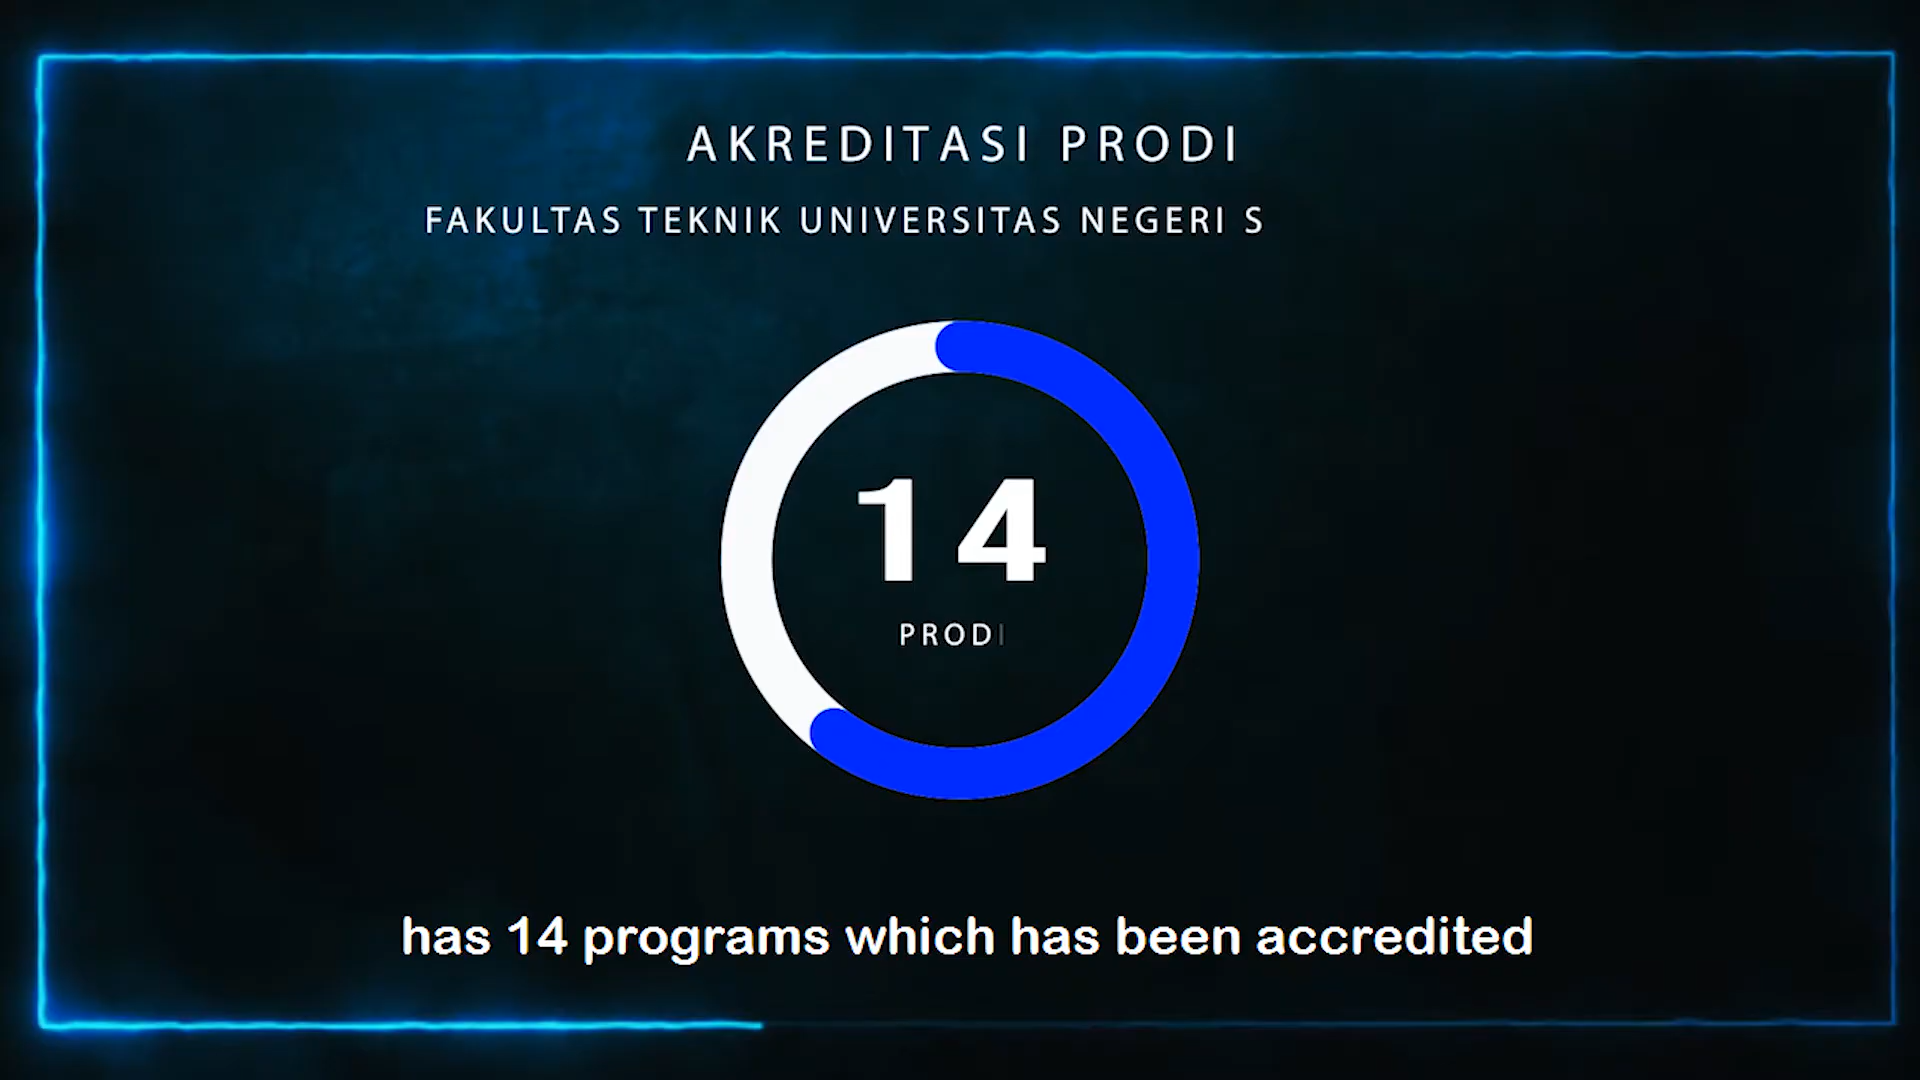 AKREDITASI PRODI
FAKULTAS TEKNIK UNIVERSITAS NEGERI S
14
PRODI
has 14 programs which has been accredited